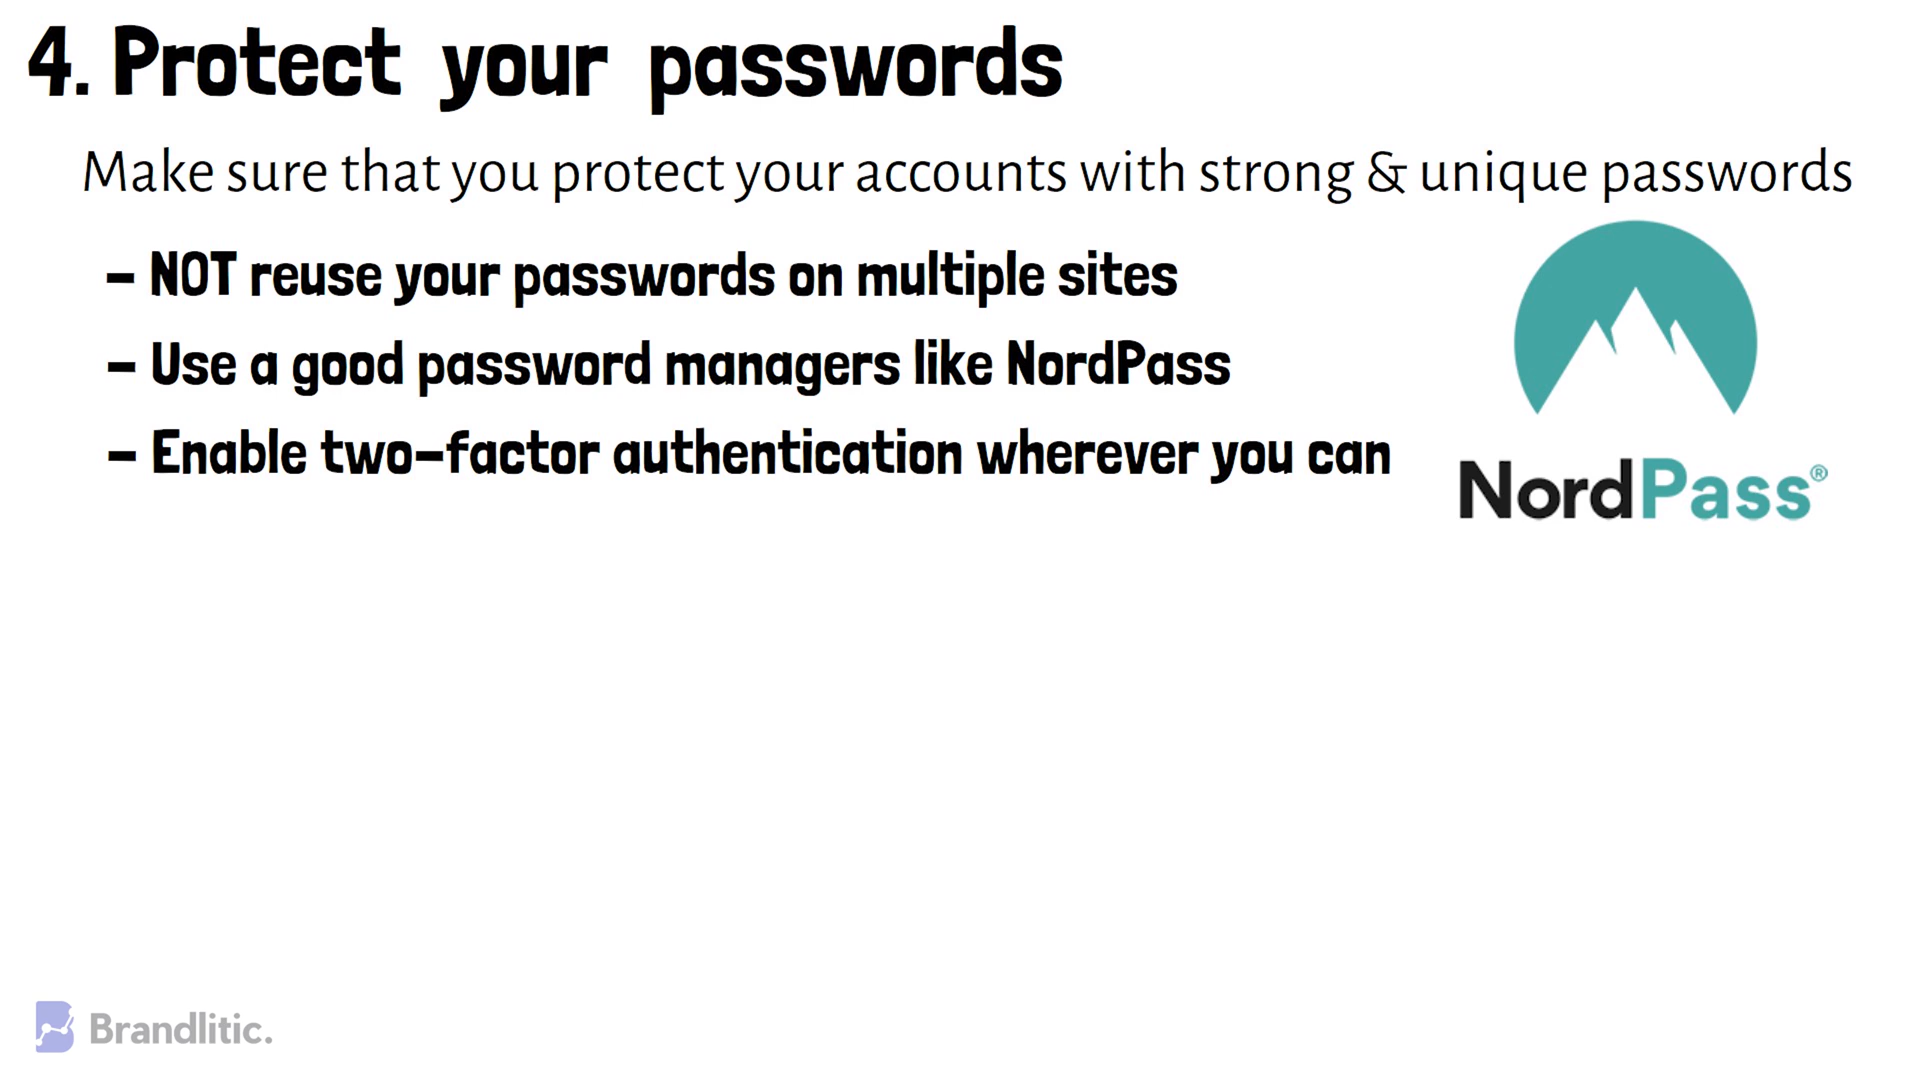 4. Protect your passwords
Make sure that you protect your accounts with strong & unique passwords
- NOT reuse your passwords on multiple sites
- Use a good password managers like NordPass
- Enable two-factor authentication wherever you can
NordPass®
Brandlitic.